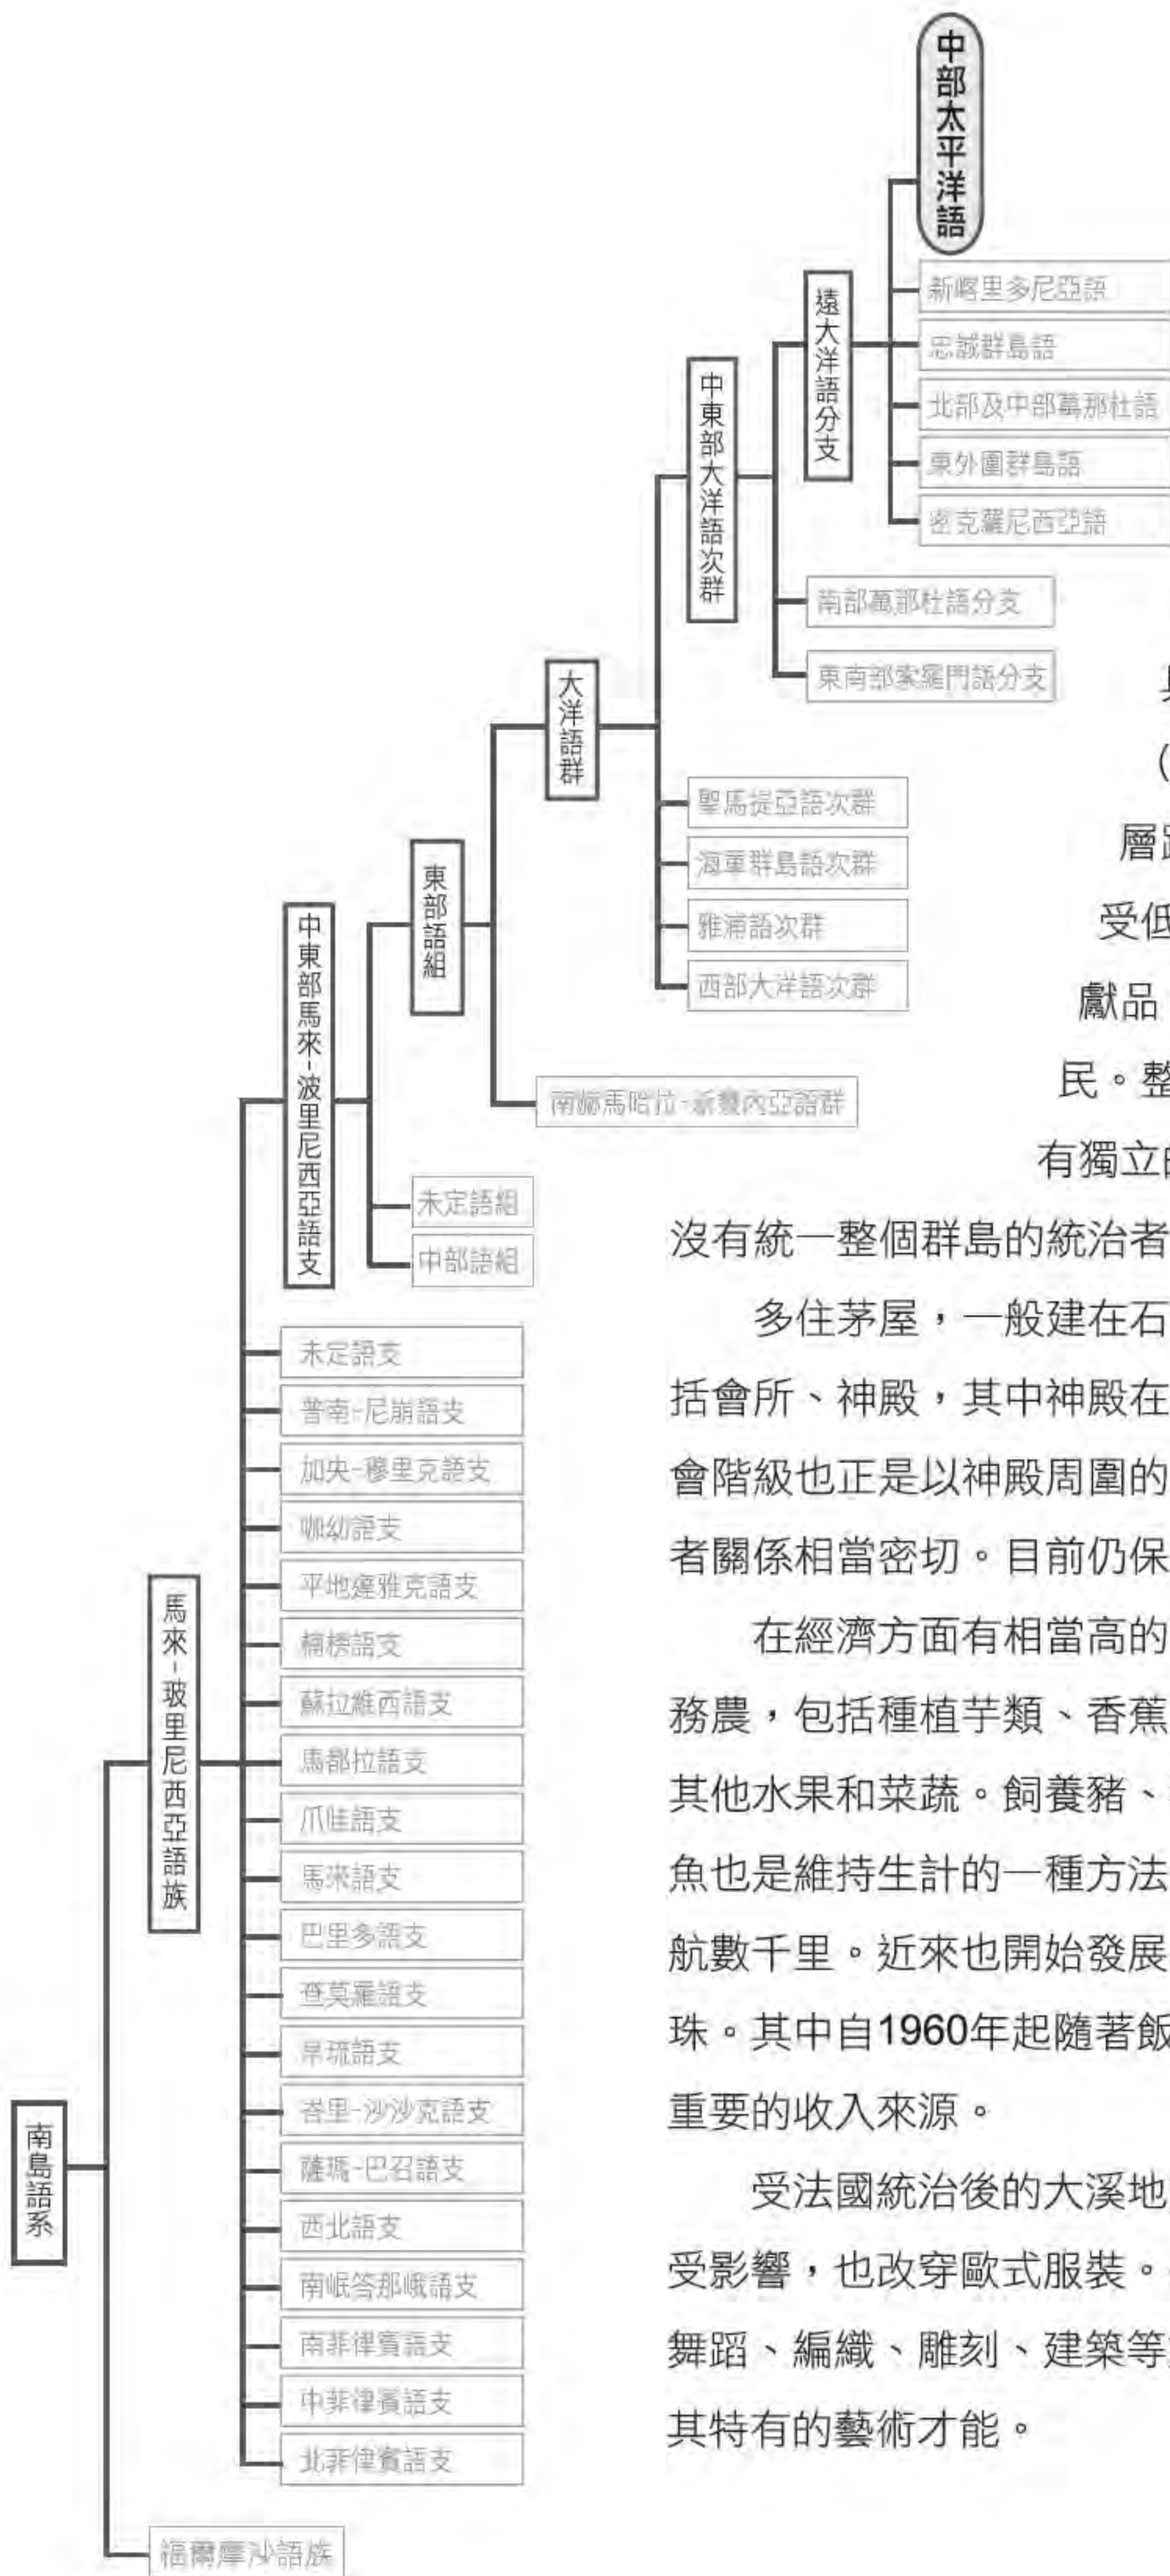 中部太平洋語
新喀里多尼亞語
忠誠群島語
北部及中部萬那杜語
東外圍群島語
密克羅尼西亞語
遠大洋語分支
南部萬那杜語分支
東南部索羅門語分支
中東部大洋語次群
聖馬提亞語次群
海軍群島語次群
雅浦語次群
西部大洋語次群
大洋語群
南赫馬哈拉-新幾內亞語群
東部語組
未定語組
中部語組
中東部馬來-波里尼西亞語支
未定語支
普南-尼崩語支
加央-穆里克語支
咖幼語支
平地達雅克語支
楠榜語支
蘇拉維西語支
馬都拉語支
爪哇語支
馬來語支
巴里多語支
查莫羅語支
帛琉語支
峇里-沙沙克語支
薩瑪-巴召語支
西北語支
南岷答那峨語支
南菲律賓語支
中菲律賓語支
北菲律賓語支
馬來-玻里尼西亞語族
福爾摩沙語族
南島語系
（
層
受低
獻品
民。整
有獨立
沒有統一整個群島的統治者
多住茅屋，一般建在石
括會所、神殿，其中神殿在
會階級也正是以神殿周圍的
者關係相當密切。目前仍保
在經濟方面有相當高的
務農，包括種植芋類、香蕉
其他水果和菜蔬。飼養豬、
魚也是維持生計的一種方法
航數千里。近來也開始發展
珠。其中自1960年起隨著飯
重要的收入來源。
受法國統治後的大溪地
受影響，也改穿歐式服裝。
舞蹈、編織、雕刻、建築等
其特有的藝術才能。